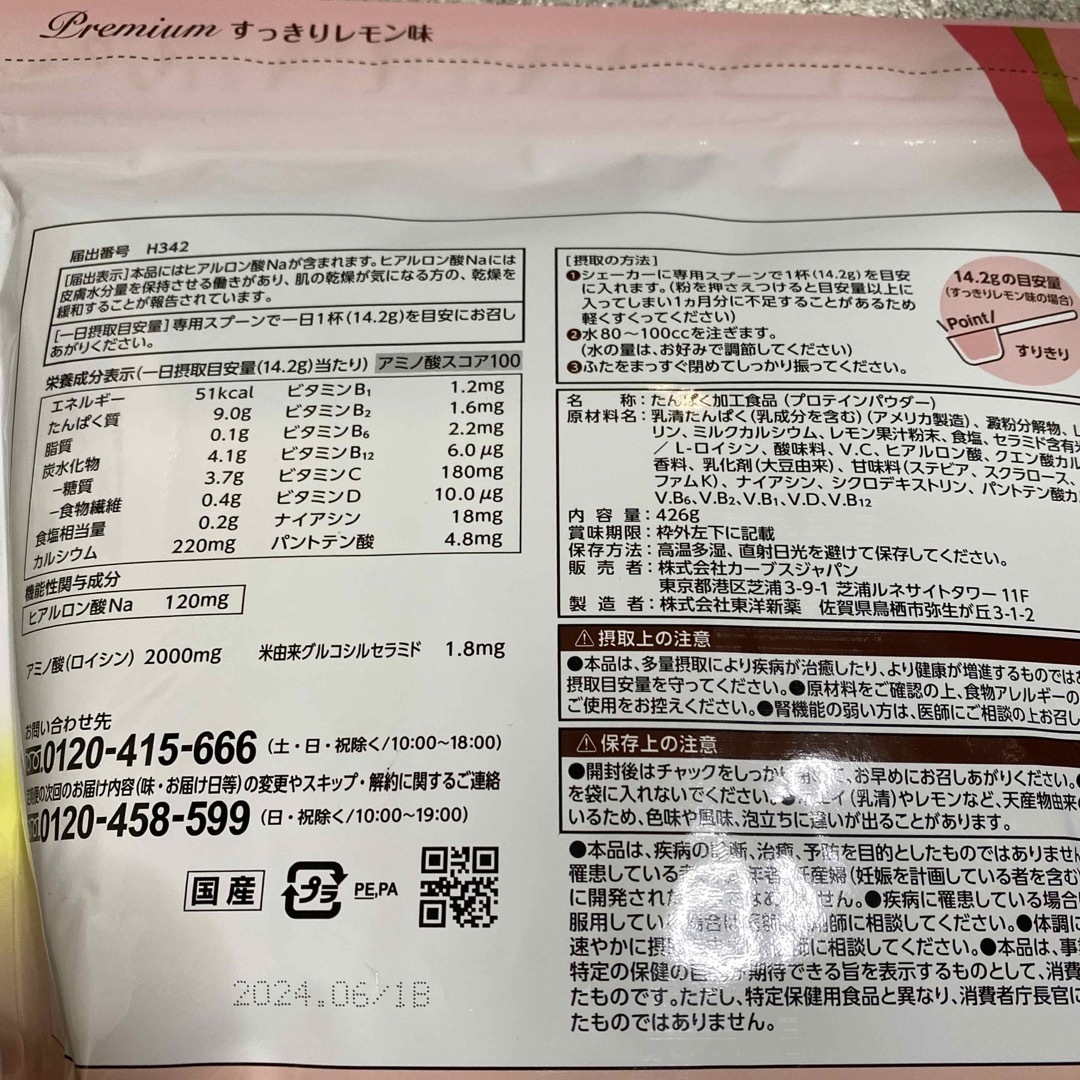 Premium すっきりレモン味
届出番号 H342
[届出表示]本品にはヒアルロン酸Naが含まれます。ヒアルロン酸Naには
皮膚水分量を保持させる働きがあり、肌の乾燥が気になる方の、乾燥を
緩和することが報告されています。
[一日摂取目安量]専用スプーンで一日1杯(14.2g)を目安にお召し
あがりください。
栄養成分表示(一日摂取目安量(14.2g)当たり) アミノ酸スコア100
エネルギー 51kcal ビタミンB1 1.2mg
たんぱく質 9.0g ビタミンB2 1.6mg
脂質 0.1g ビタミンB6 2.2mg
炭水化物 4.1g ビタミンB12 6.0μg
−糖質 3.7g ビタミンC 180mg
−食物繊維 0.4g ビタミンD 10.0μg
食塩相当量 0.2g ナイアシン 18mg
カルシウム 220mg パントテン酸 4.8mg
機能性関与成分
ヒアルロン酸Na 120mg
アミノ酸(ロイシン) 2000mg 米由来グルコシルセラミド 1.8mg
お問い合わせ先
0120-415-666 (土・日・祝除く/10:00~18:00)
便の次回のお届け内容(味・お届け日等)の変更やスキップ・解約に関するご連絡
0120-458-599 (日・祝除く/10:00~19:00)
国産 プラ PE,PA
2024.06/1B
[摂取の方法]
❶シェーカーに専用スプーンで1杯(14.2g)を目安
に入れます。(粉を押さえつけると目安量以上に
入ってしまい1ヵ月分に不足することがあるため
軽くすくってください)
❷水80~100ccを注ぎます。
(水の量は、お好みで調節してください)
❸ふたをまっすぐ閉めてしっかり振ってください。
14.2gの目安量
(すっきりレモン味の場合)
Point!
すりきり
名 称:たんぱく加工食品(プロテインパウダー)
原材料名:乳清たんぱく(乳成分を含む)(アメリカ製造)、澱粉分解物、
リン、ミルクカルシウム、レモン果汁粉末、食塩、セラミド含有
/L-ロイシン、酸味料、V.C、ヒアルロン酸、クエン酸カル
香料、乳化剤(大豆由来)、甘味料(ステビア、スクラロース、
ファムK)、ナイアシン、シクロデキストリン、パントテン酸カ
V.B6、V.B2、V.B1、V.D、V.B12
内容量:426g
賞味期限:枠外左下に記載
保存方法:高温多湿、直射日光を避けて保存してください。
販売者:株式会社カーブスジャパン
東京都港区芝浦3-9-1 芝浦ルネサイトタワー 11F
製造者:株式会社東洋新薬 佐賀県鳥栖市弥生が丘3-1-2
⚠摂取上の注意
●本品は、多量摂取により疾病が治癒したり、より健康が増進するものでは
摂取目安量を守ってください。●原材料をご確認の上、食物アレルギーの
ご使用をお控えください。●腎機能の弱い方は、医師にご相談の上お召し
⚠保存上の注意
●開封後はチャックをしっかり お早めにお召しあがりください。
を袋に入れないでください。 (乳清)やレモンなど、天産物由来の
いるため、色味や風味、泡立ちに違いが出ることがあります。
●本品は、疾病の診断、治療、予防を目的としたものではありません
罹患している 妊産婦(妊娠を計画している者を含む)
に開発された ません。●疾病に罹患している場合
服用してい 場合は 師に相談してください。●体調に
速やかに摂 に相談してください。●本品は、事
特定の保健の 期待できる旨を表示するものとして、消費
たものです。ただし、特定保健用食品と異なり、消費者庁長官に
たものではありません。